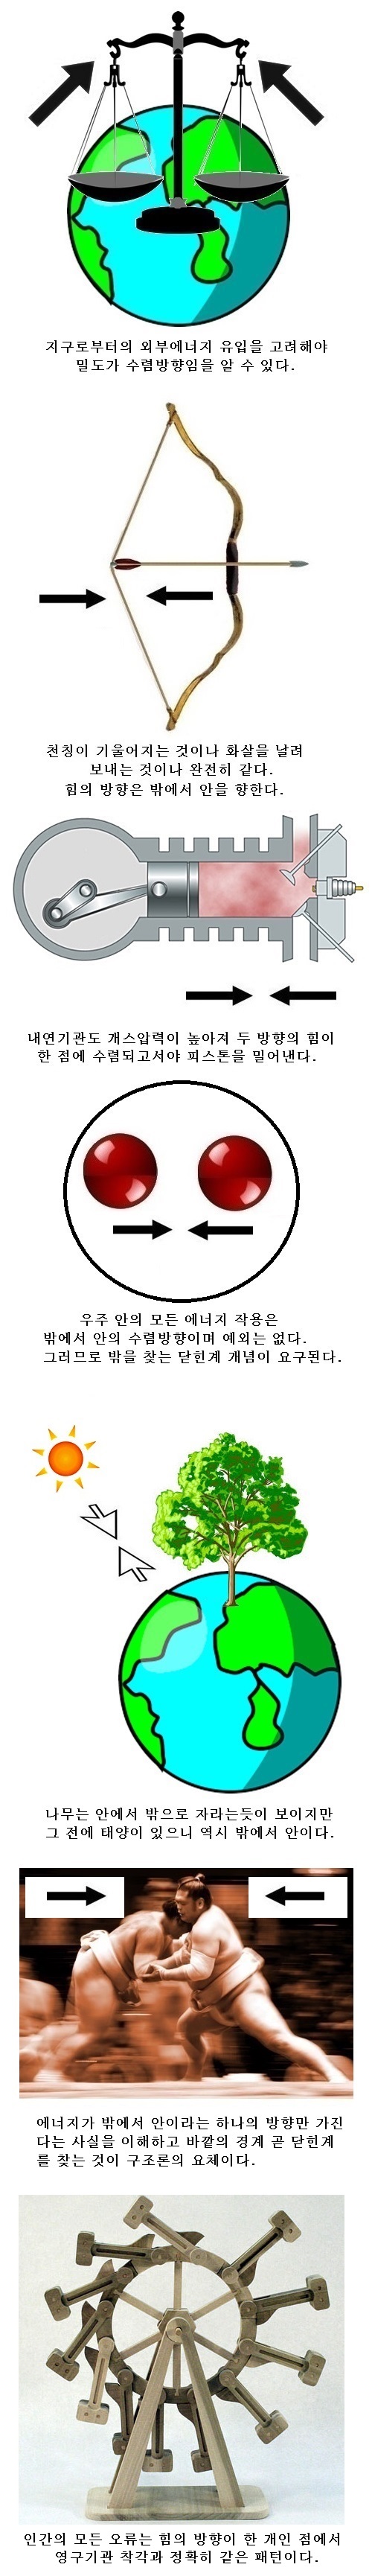 지구로부터의 외부에너지 유입을 고려해야
밀도가 수렴방향임을 알 수 있다.
천칭이 기울어지는 것이나 화살을 날려
보내는 것이나 완전히 같다.
힘의 방향은 밖에서 안을 향한다.
내연기관도 개스압력이 높아져 두 방향의 힘이
한 점에 수렴되고서야 피스톤을 밀어낸다.
우주 안의 모든 에너지 작용은
밖에서 안의 수렴방향이며 예외는 없다.
그러므로 밖을 찾는 닫힌계 개념이 요구된다.
나무는 안에서 밖으로 자라는듯이 보이지만
그 전에 태양이 있으니 역시 밖에서 안이다.
에너지가 밖에서 안이라는 하나의 방향만 가진
다는 사실을 이해하고 바깥의 경계 곧 닫힌계
를 찾는 것이 구조론의 요체이다.
인간의 모든 오류는 힘의 방향이 한 개인 점에서
영구기관 착각과 정확히 같은 패턴이다.